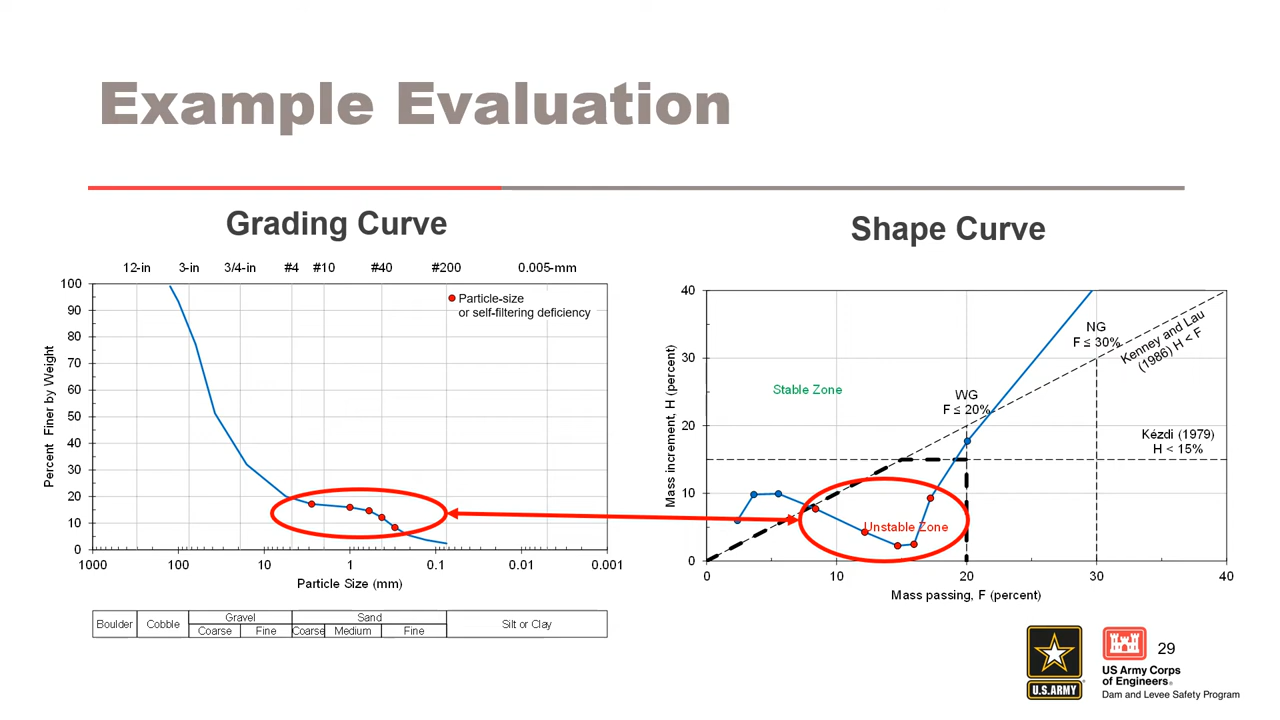 Example Evaluation
Grading Curve
12-in 3-in 3/4-in #4 #10 #40 #200 0.005-mm
Percent Finer by Weight
100
90
80
70
60
50
40
30
20
10
0
Particle-size
or self-filtering deficiency
1000 100 10 1 0.1 0.01 0.001
Particle Size (mm)
Boulder Cobble Gravel Sand Silt or Clay
Coarse Fine Coarse Medium Fine
Shape Curve
Mass increment, H (percent)
40
30
20
10
0
Stable Zone
NG
F ≤ 30%
Kenney and Lau
(1986) H < F
WG
F ≤ 20%
Kézdi (1979)
H < 15%
Unstable Zone
0 10 20 30 40
Mass passing, F (percent)
U.S.ARMY
US Army Corps
of Engineers®
Dam and Levee Safety Program
29